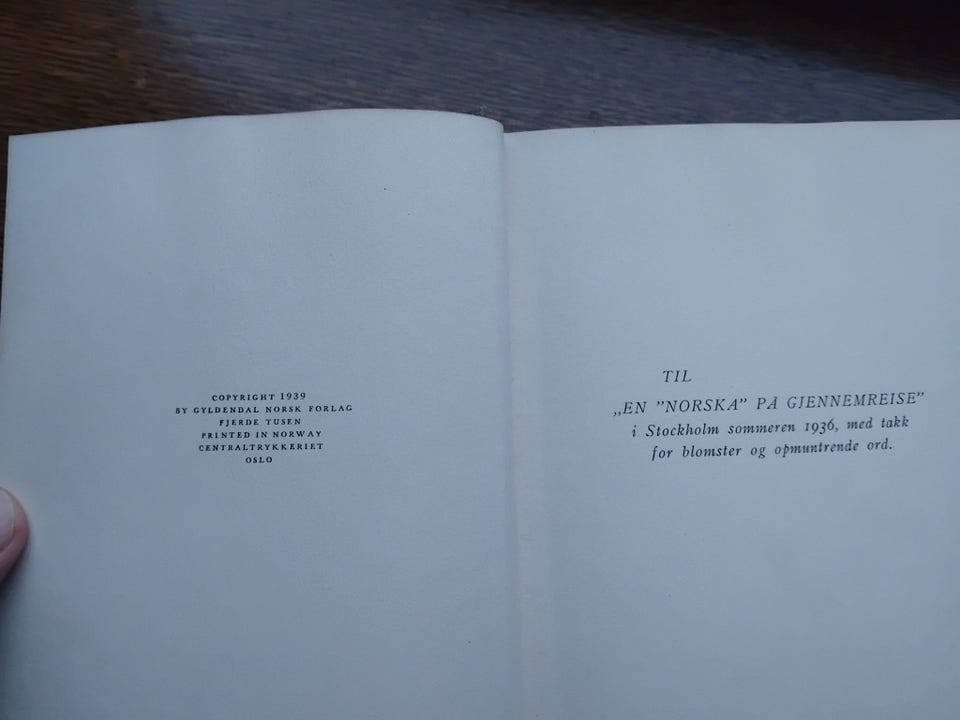 COPYRIGHT 1939
BY GYLDENDAL NORSK FORLAG
FJERDE TUSEN
PRINTED IN NORWAY
CENTRALTRYKKERIET
OSLO
TIL
„EN ”NORSKA” PÅ GJENNEMREISE”
i Stockholm sommeren 1936, med takk
for blomster og opmuntrende ord.